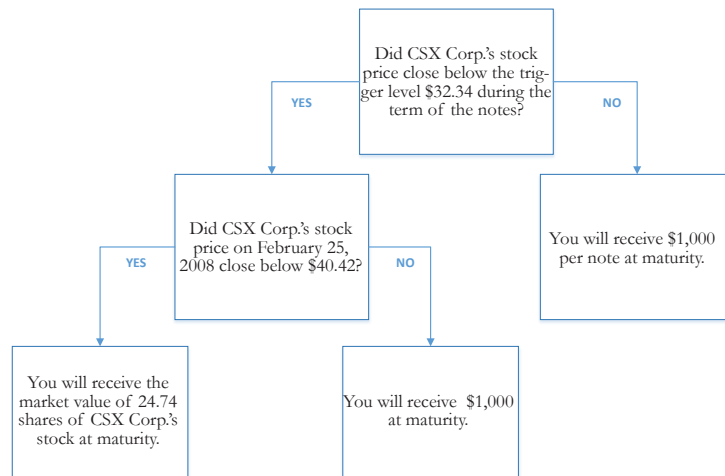 Did CSX Corp.'s stock
price close below the trig-
ger level $32.34 during the
term of the notes?
YES
NO
Did CSX Corp.'s stock
price on February 25,
2008 close below $40.42?
You will receive $1,000
per note at maturity.
YES
NO
You will receive the
market value of 24.74
shares of CSX Corp.'s
stock at maturity.
You will receive $1,000
at maturity.